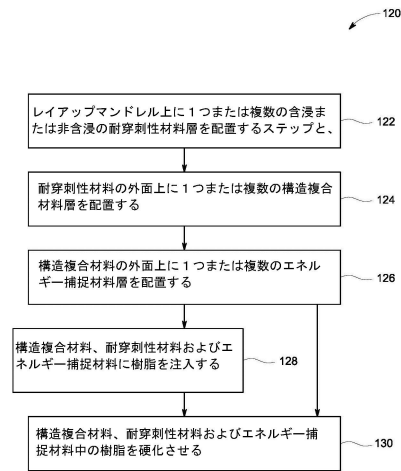 120
レイアップマンドレル上に1つまたは複数の含浸ま
たは非含浸の耐穿刺性材料層を配置するステップと、
122
耐穿刺性材料の外面上に1つまたは複数の構造複合
材料層を配置する
124
構造複合材料の外面上に1つまたは複数のエネル
ギー捕捉材料層を配置する
126
構造複合材料、耐穿刺性材料およびエ
ネルギー捕捉材料に樹脂を注入する
128
構造複合材料、耐穿刺性材料およびエネルギー捕
捉材料中の樹脂を硬化させる
130